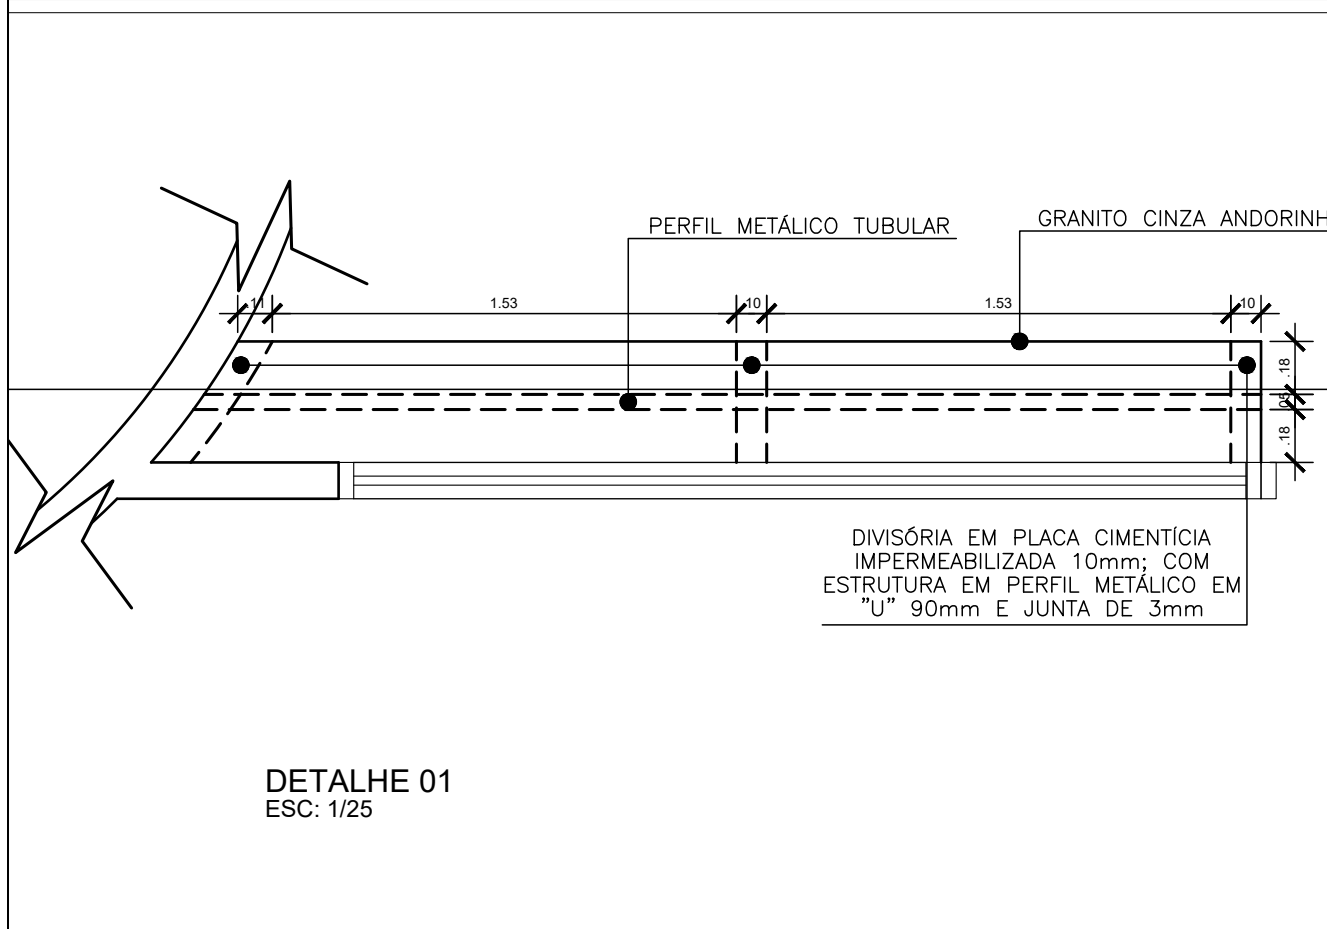 PERFIL METÁLICO TUBULAR
GRANITO CINZA ANDORINH
.11
1.53
.10
1.53
.10
.18
.05
.18
DIVISÓRIA EM PLACA CIMENTÍCIA
IMPERMEABILIZADA 10mm; COM
ESTRUTURA EM PERFIL METÁLICO EM
"U" 90mm E JUNTA DE 3mm
DETALHE 01
ESC: 1/25